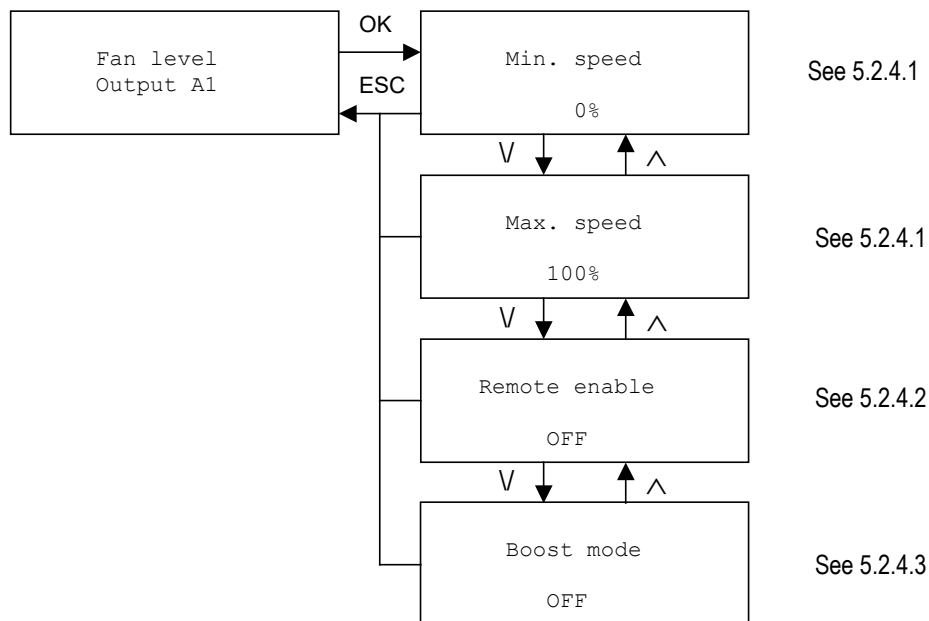 OK
Fan level
Output A1
ESC
Min. speed
0%
See 5.2.4.1
\/ /\
Max. speed
100%
See 5.2.4.1
\/ /\
Remote enable
OFF
See 5.2.4.2
\/ /\
Boost mode
OFF
See 5.2.4.3